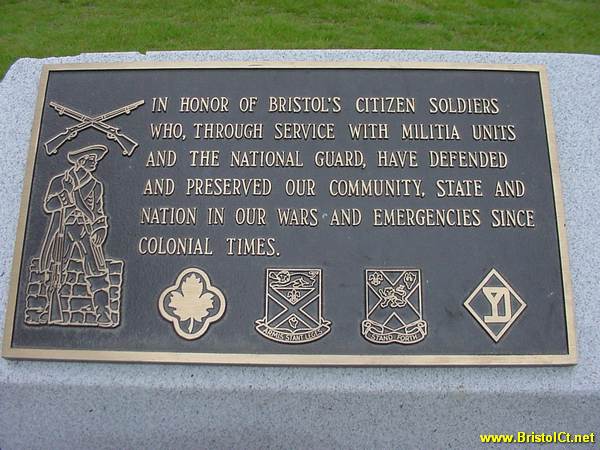 IN HONOR OF BRISTOL'S CITIZEN SOLDIERS
WHO, THROUGH SERVICE WITH MILITIA UNITS
AND THE NATIONAL GUARD, HAVE DEFENDED
AND PRESERVED OUR COMMUNITY, STATE AND
NATION IN OUR WARS AND EMERGENCIES SINCE
COLONIAL TIMES.
ARMIS STANT LEGES
STAND FORTH
YD
www.BristolCt.net